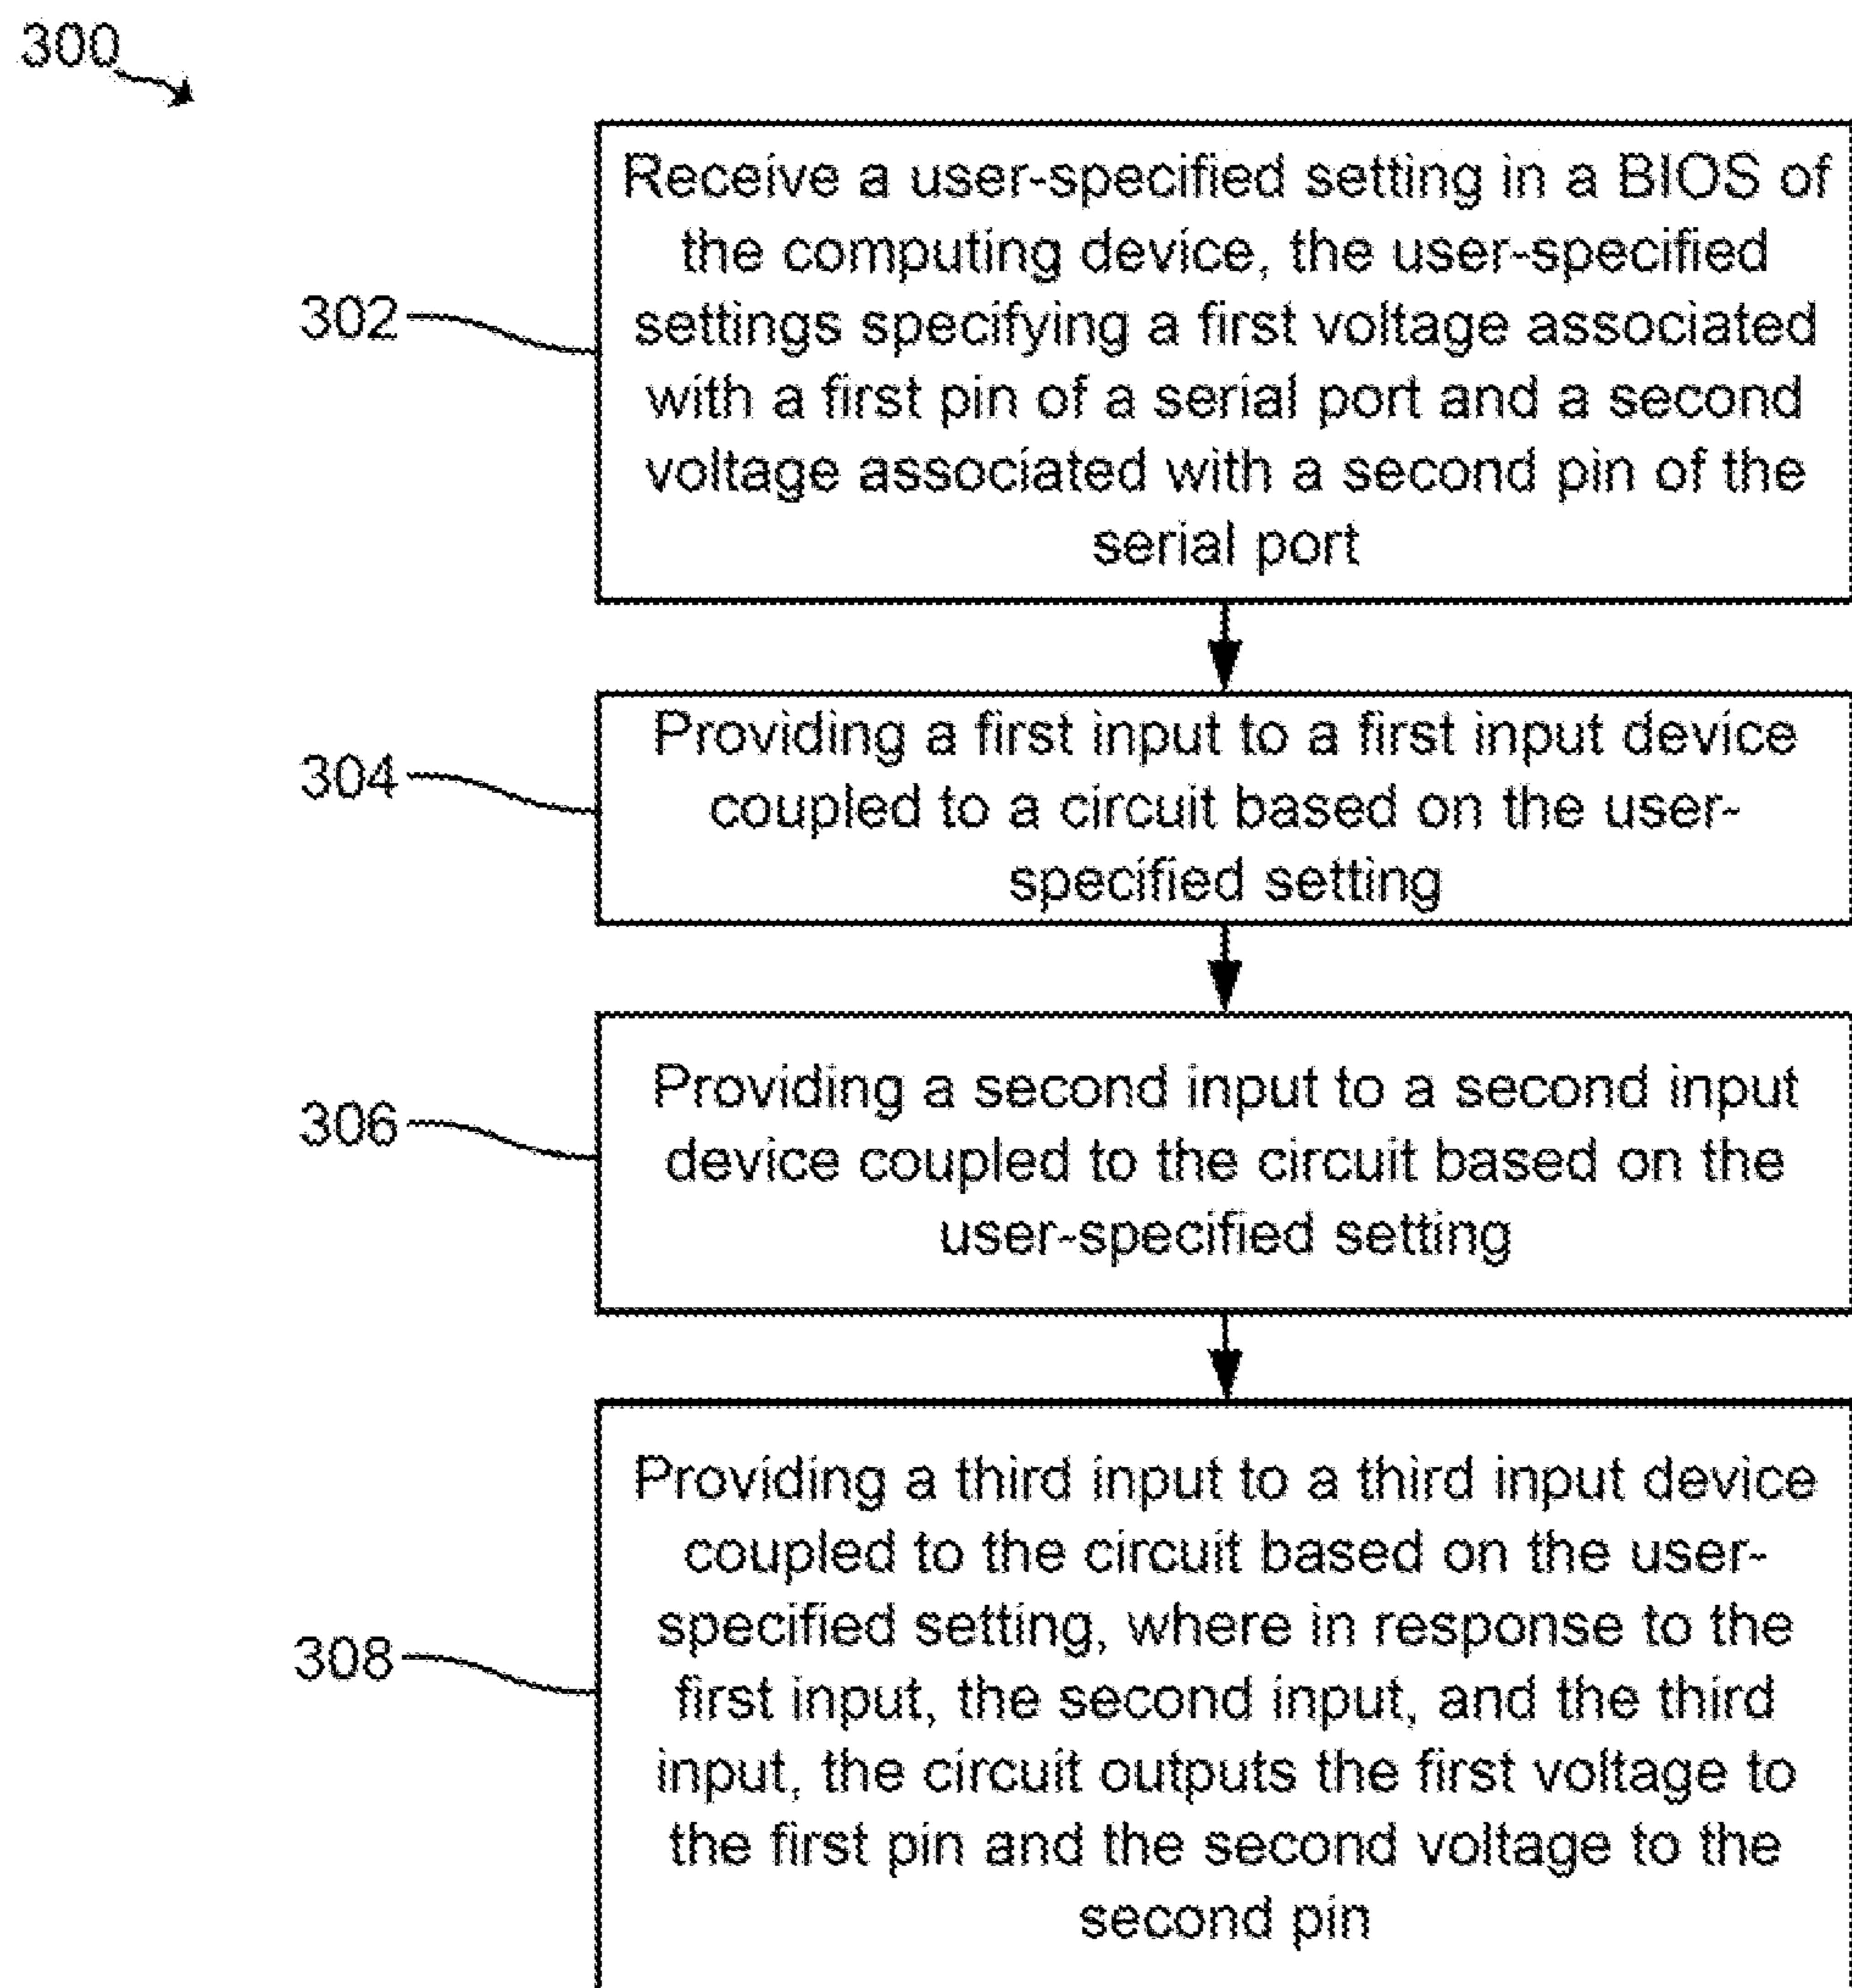 300
Receive a user-specified setting in a BIOS of
the computing device, the user-specified
settings specifying a first voltage associated
with a first pin of a serial port and a second
voltage associated with a second pin of the
serial port
302
Providing a first input to a first input device
coupled to a circuit based on the user-
specified setting
304
Providing a second input to a second input
device coupled to the circuit based on the
user-specified setting
306
Providing a third input to a third input device
coupled to the circuit based on the user-
specified setting, where in response to the
first input, the second input, and the third
input, the circuit outputs the first voltage to
the first pin and the second voltage to the
second pin
308